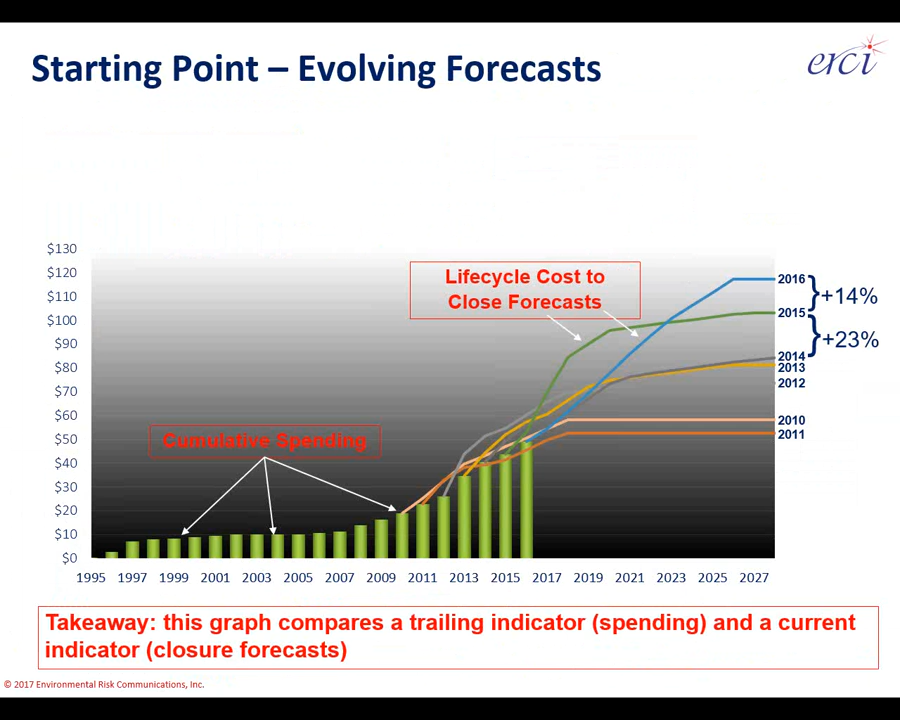 Starting Point – Evolving Forecasts
erci
$130
$120
$110
$100
$90
$80
$70
$60
$50
$40
$30
$20
$10
$0
Lifecycle Cost to
Close Forecasts
Cumulative Spending
2016
2015
2014
2013
2012
2010
2011
+14%
+23%
1995 1997 1999 2001 2003 2005 2007 2009 2011 2013 2015 2017 2019 2021 2023 2025 2027
Takeaway: this graph compares a trailing indicator (spending) and a current
indicator (closure forecasts)
© 2017 Environmental Risk Communications, Inc.